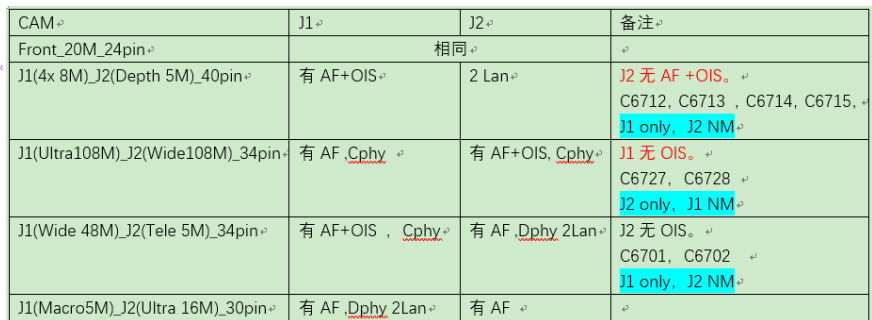 CAM J1 J2 备注
Front_20M_24pin 相同
J1(4x 8M)_J2(Depth 5M)_40pin 有 AF+OIS 2 Lan J2 无 AF +OIS。
C6712, C6713 , C6714, C6715,
J1 only, J2 NM
J1(Ultra108M)_J2(Wide108M)_34pin 有 AF ,Cphy 有 AF+OIS, Cphy J1 无 OIS。
C6727, C6728
J2 only, J1 NM
J1(Wide 48M)_J2(Tele 5M)_34pin 有 AF+OIS , Cphy 有 AF ,Dphy 2Lan J2 无 OIS。
C6701, C6702
J1 only, J2 NM
J1(Macro5M)_J2(Ultra 16M)_30pin 有 AF ,Dphy 2Lan 有 AF